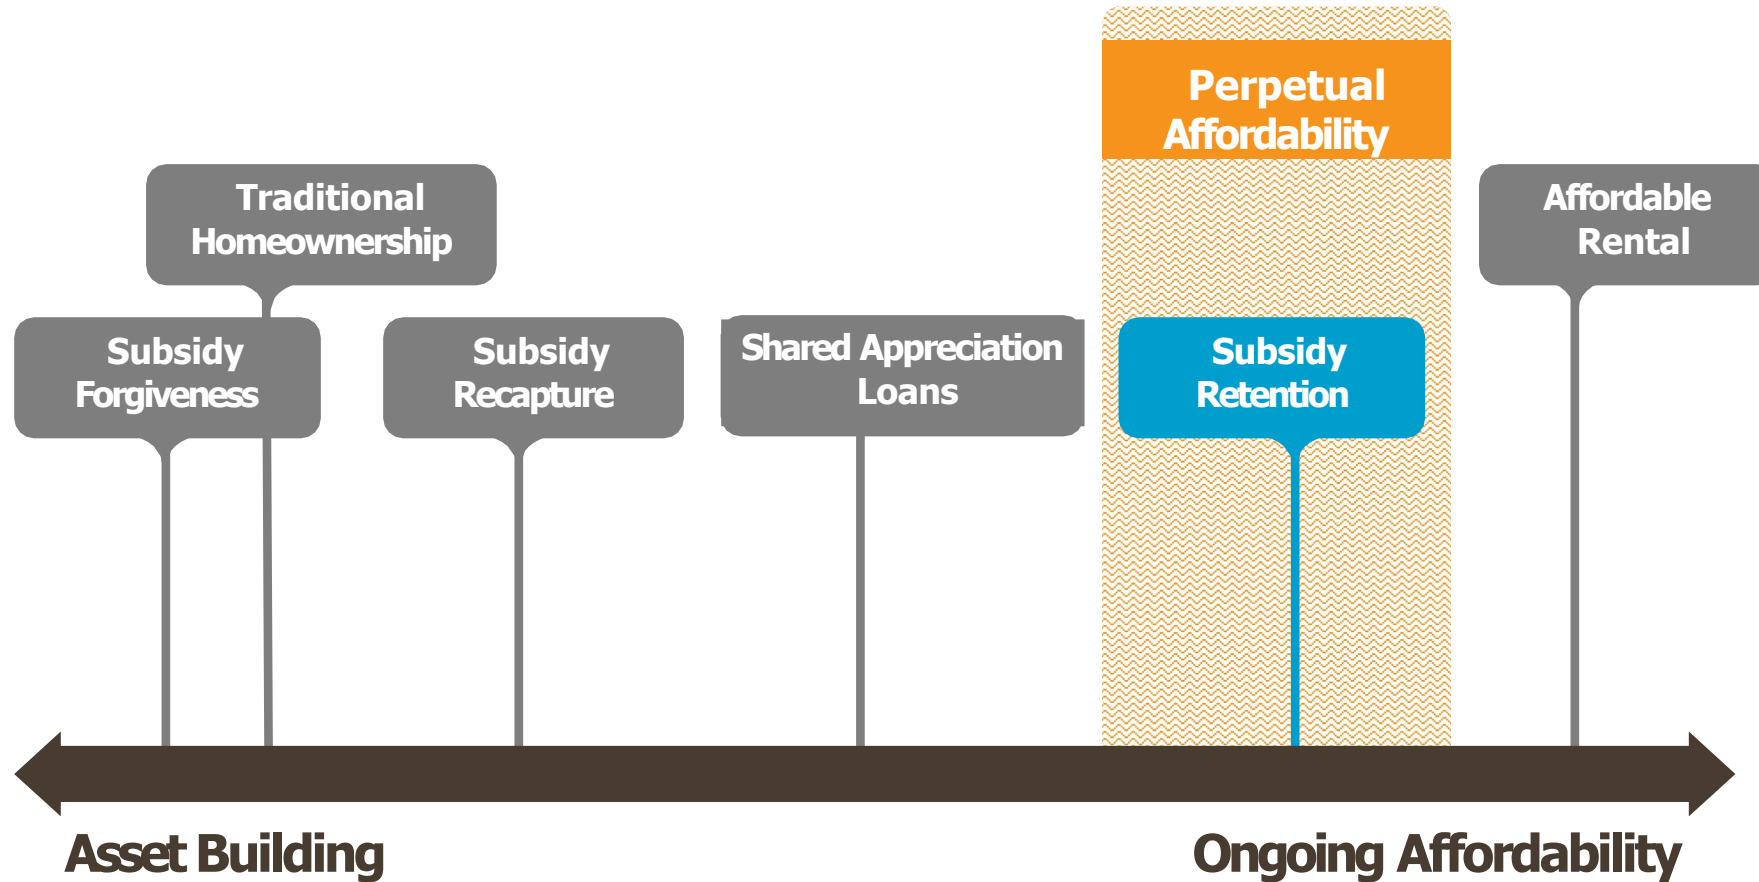 Perpetual
Affordability
Traditional
Homeownership
Affordable
Rental
Subsidy
Forgiveness
Subsidy
Recapture
Shared Appreciation
Loans
Subsidy
Retention
Asset Building
Ongoing Affordability